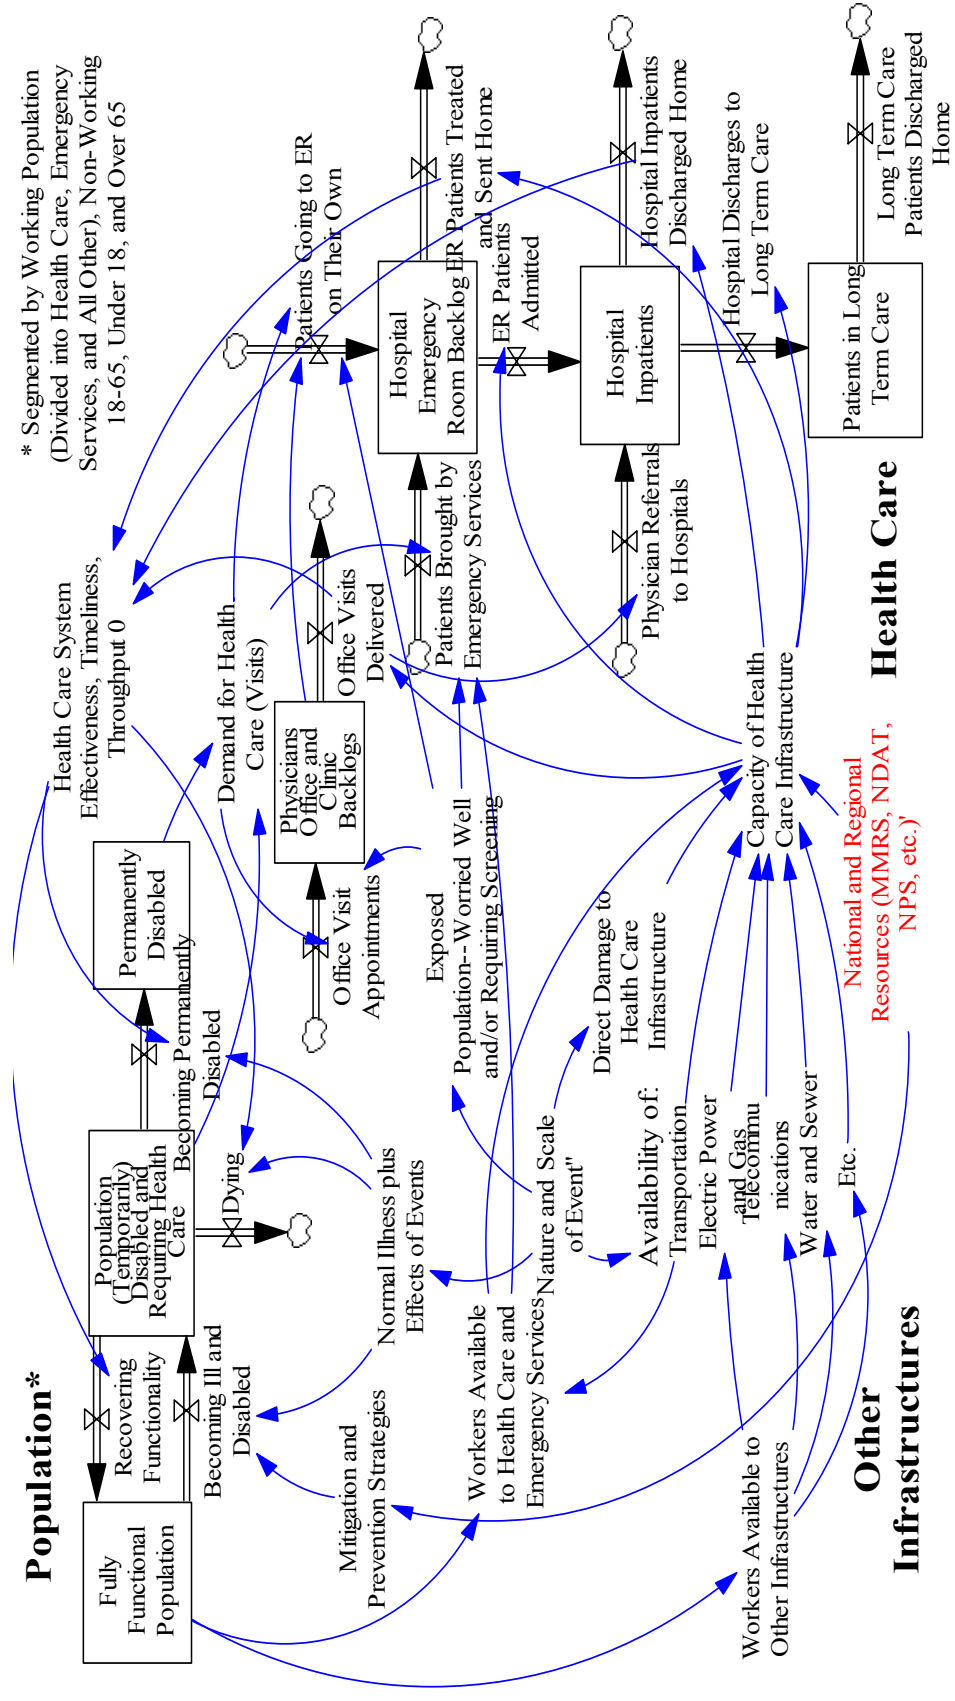 Population*
* Segmented by Working Population
(Divided into Health Care, Emergency
Services, and All Other), Non-Working
18-65, Under 18, and Over 65
Fully
Functional
Population
Recovering
Functionality
Becoming Ill and
Disabled
Population
(Temporarily)
Disabled and
Requiring Health
Care
Dying
Becoming Permanently
Disabled
Permanently
Disabled
Health Care System
Effectiveness, Timeliness,
Throughput 0
Demand for Health
Care (Visits)
Physicians
Office and
Clinic
Backlogs
Office Visit
Appointments
Office Visits
Delivered
Patients Going to ER
on Their Own
Hospital
Emergency
Room Backlog
ER Patients Treated
and Sent Home
Patients Brought by
Emergency Services
ER Patients
Admitted
Hospital
Inpatients
Hospital Inpatients
Discharged Home
Physician Referrals
to Hospitals
Hospital Discharges to
Long Term Care
Patients in Long
Term Care
Long Term Care
Patients Discharged
Home
Health Care
Normal Illness plus
Effects of Events
Mitigation and
Prevention Strategies
Exposed
Population--Worried Well
and/or Requiring Screening
Workers Available
to Health Care and
Emergency Services
Nature and Scale
of Event"
Direct Damage to
Health Care
Infrastructure
Availability of:
Transportation
Electric Power
and Gas
Telecommu
nications
Water and Sewer
Etc.
Capacity of Health
Care Infrastructure
National and Regional
Resources (MMRS, NDAT,
NPS, etc.)'
Workers Available to
Other Infrastructures
Other
Infrastructures